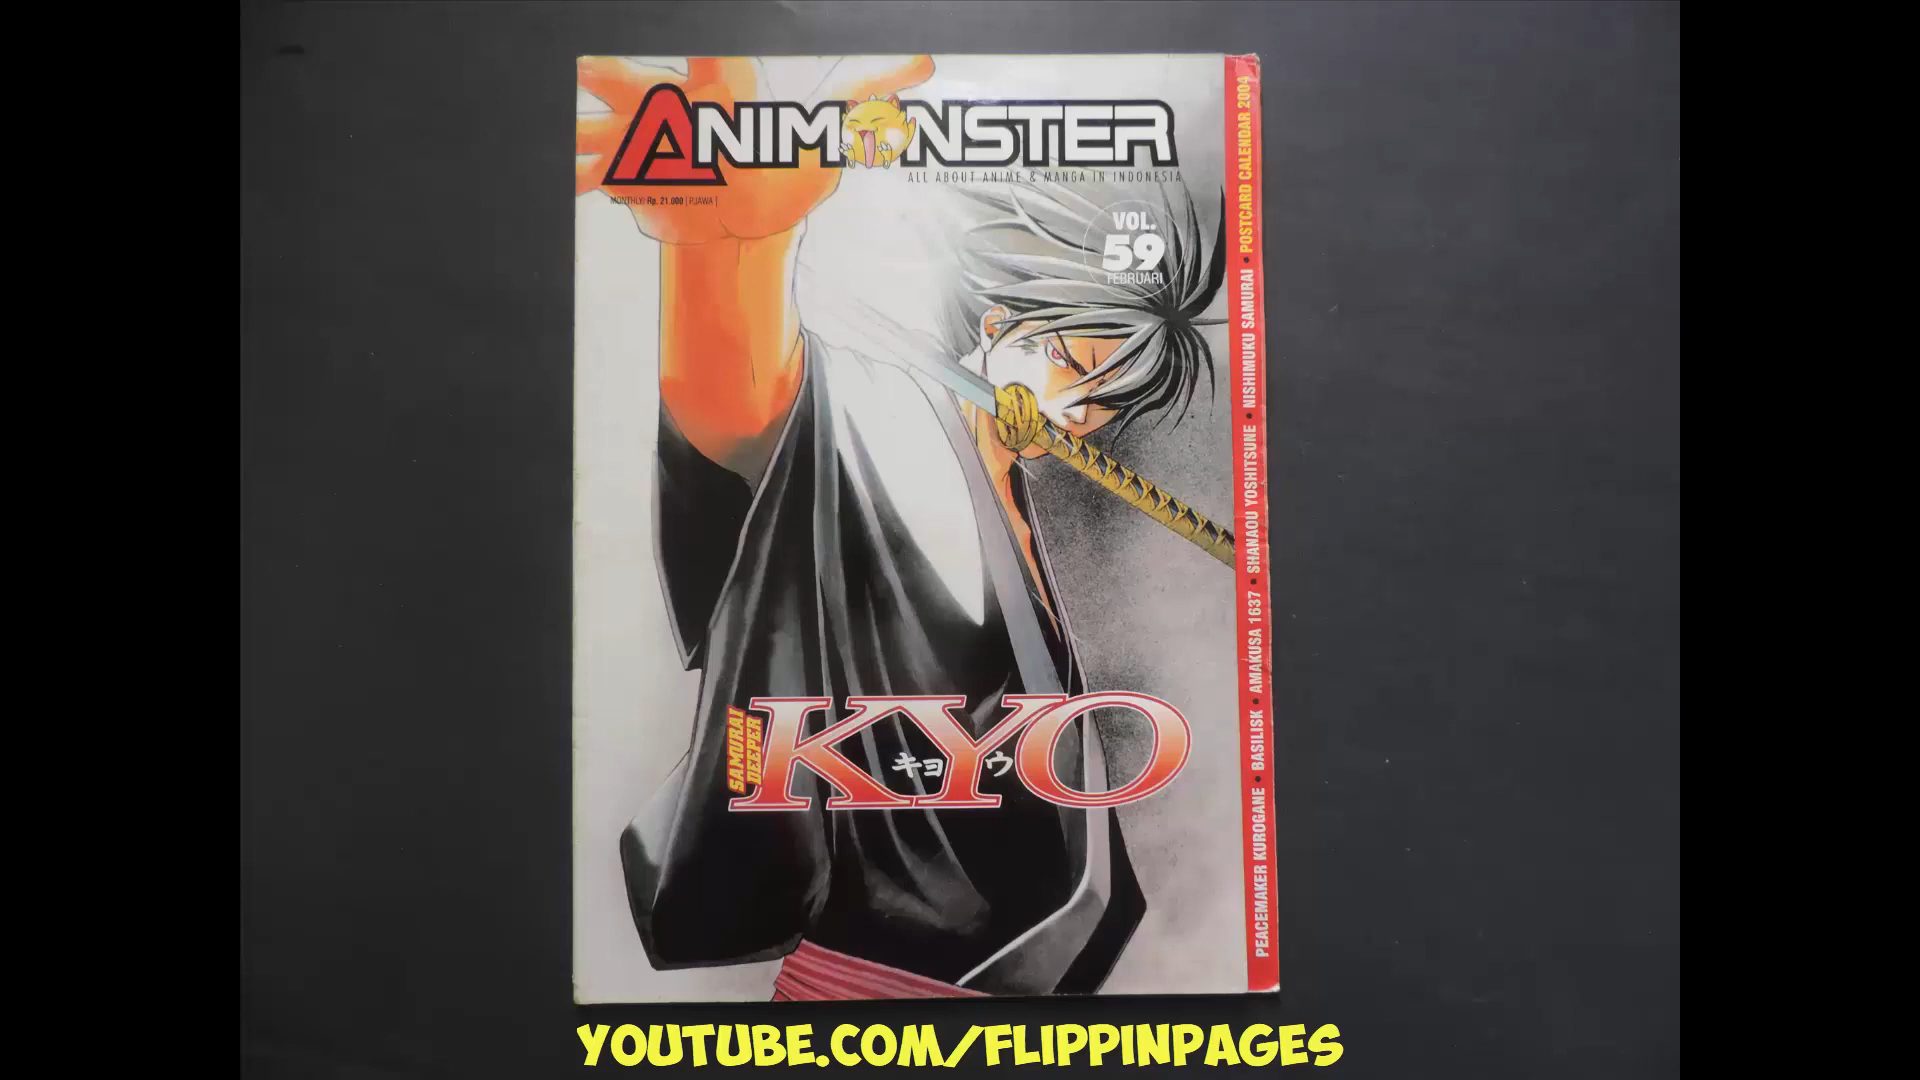 ANIMONSTER
ALL ABOUT ANIME & MANGA IN INDONESIA
MONTHLY/ Rp. 21.000 [ P.JAWA ]
VOL.
59
FEBRUARI
SAMURAI
DEEPER
KYO
キョウ
PEACEMAKER KUROGANE • BASILISK • AMAKUSA 1637 • SHANAOU YOSHITSUNE • NISHIMUKU SAMURAI • POSTCARD CALENDAR 2004
YOUTUBE.COM/FLIPPINPAGES